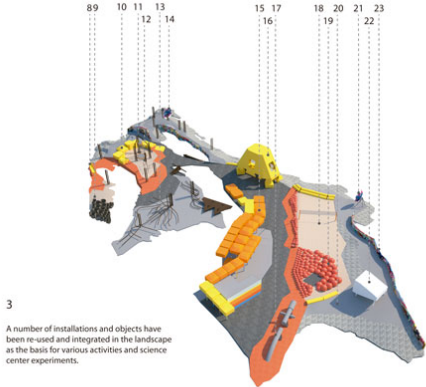 89 10 11 13 15 17 18 20 21 23
12 14 16 19 22
3
A number of installations and objects have
been re-used and integrated in the landscape
as the basis for various activities and science
center experiments.